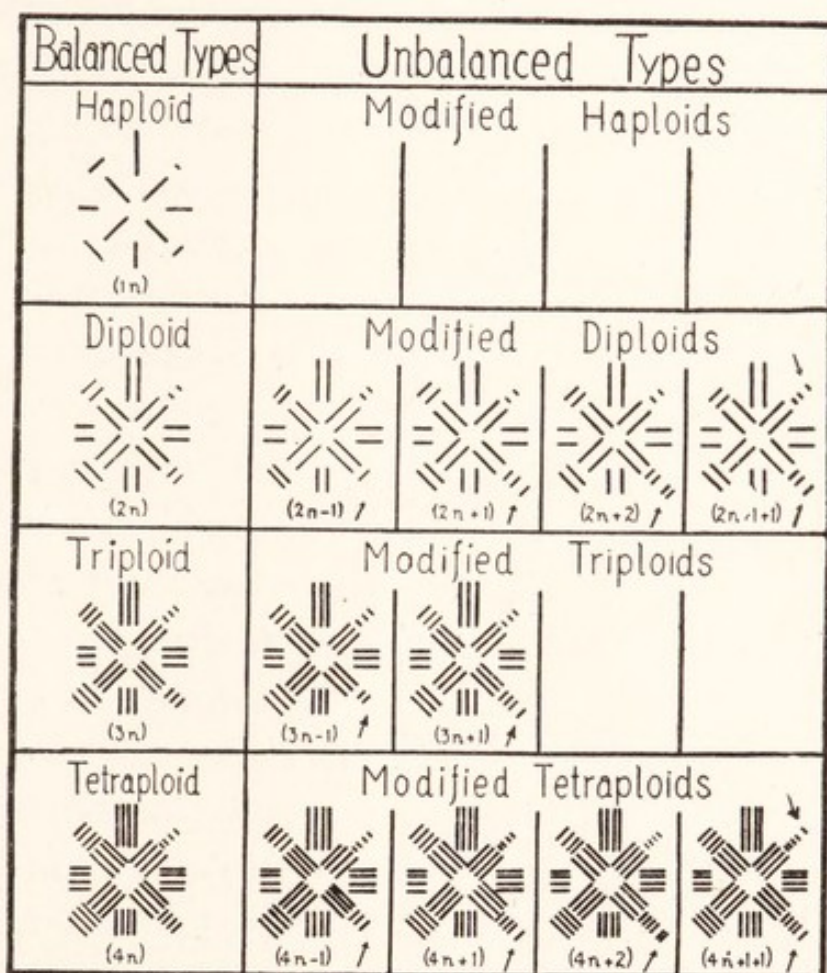 Balanced Types
Unbalanced Types
Haploid
Modified Haploids
(1n)
Diploid
Modified Diploids
(2n)
(2n-1)
(2n+1)
(2n+2)
(2n-1+1)
Triploid
Modified Triploids
(3n)
(3n-1)
(3n+1)
Tetraploid
Modified Tetraploids
(4n)
(4n-1)
(4n+1)
(4n+2)
(4n+1+1)